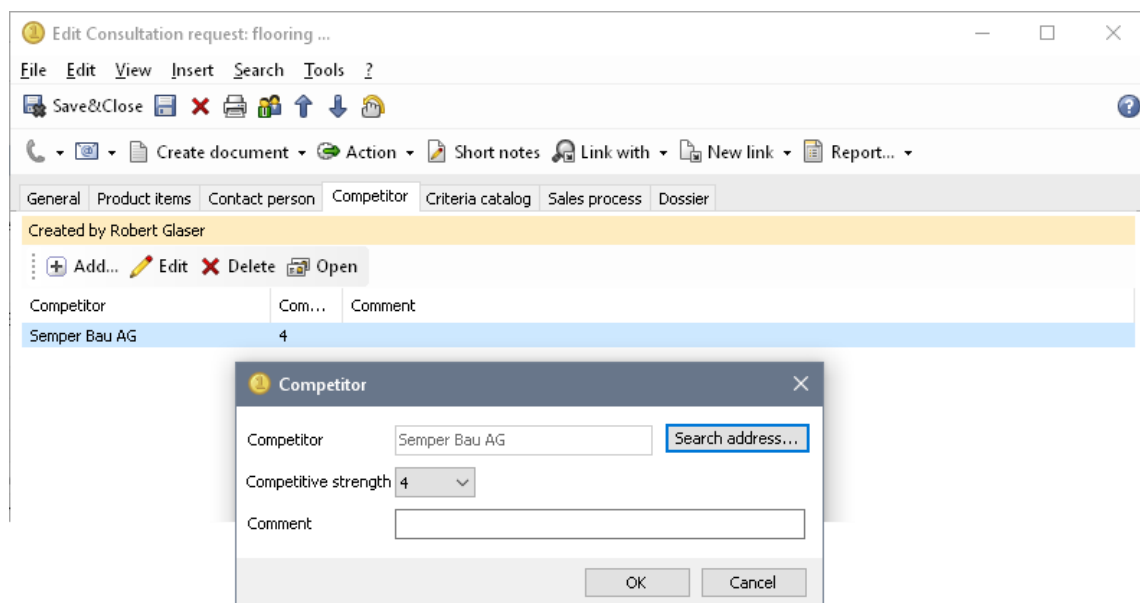 Edit Consultation request: flooring ...
File Edit View Insert Search Tools ?
Save&Close
Create document Action Short notes Link with New link Report...
General Product items Contact person Competitor Criteria catalog Sales process Dossier
Created by Robert Glaser
Add... Edit Delete Open
Competitor Com... Comment
Semper Bau AG 4
Competitor
Competitor Semper Bau AG Search address...
Competitive strength 4
Comment
OK Cancel